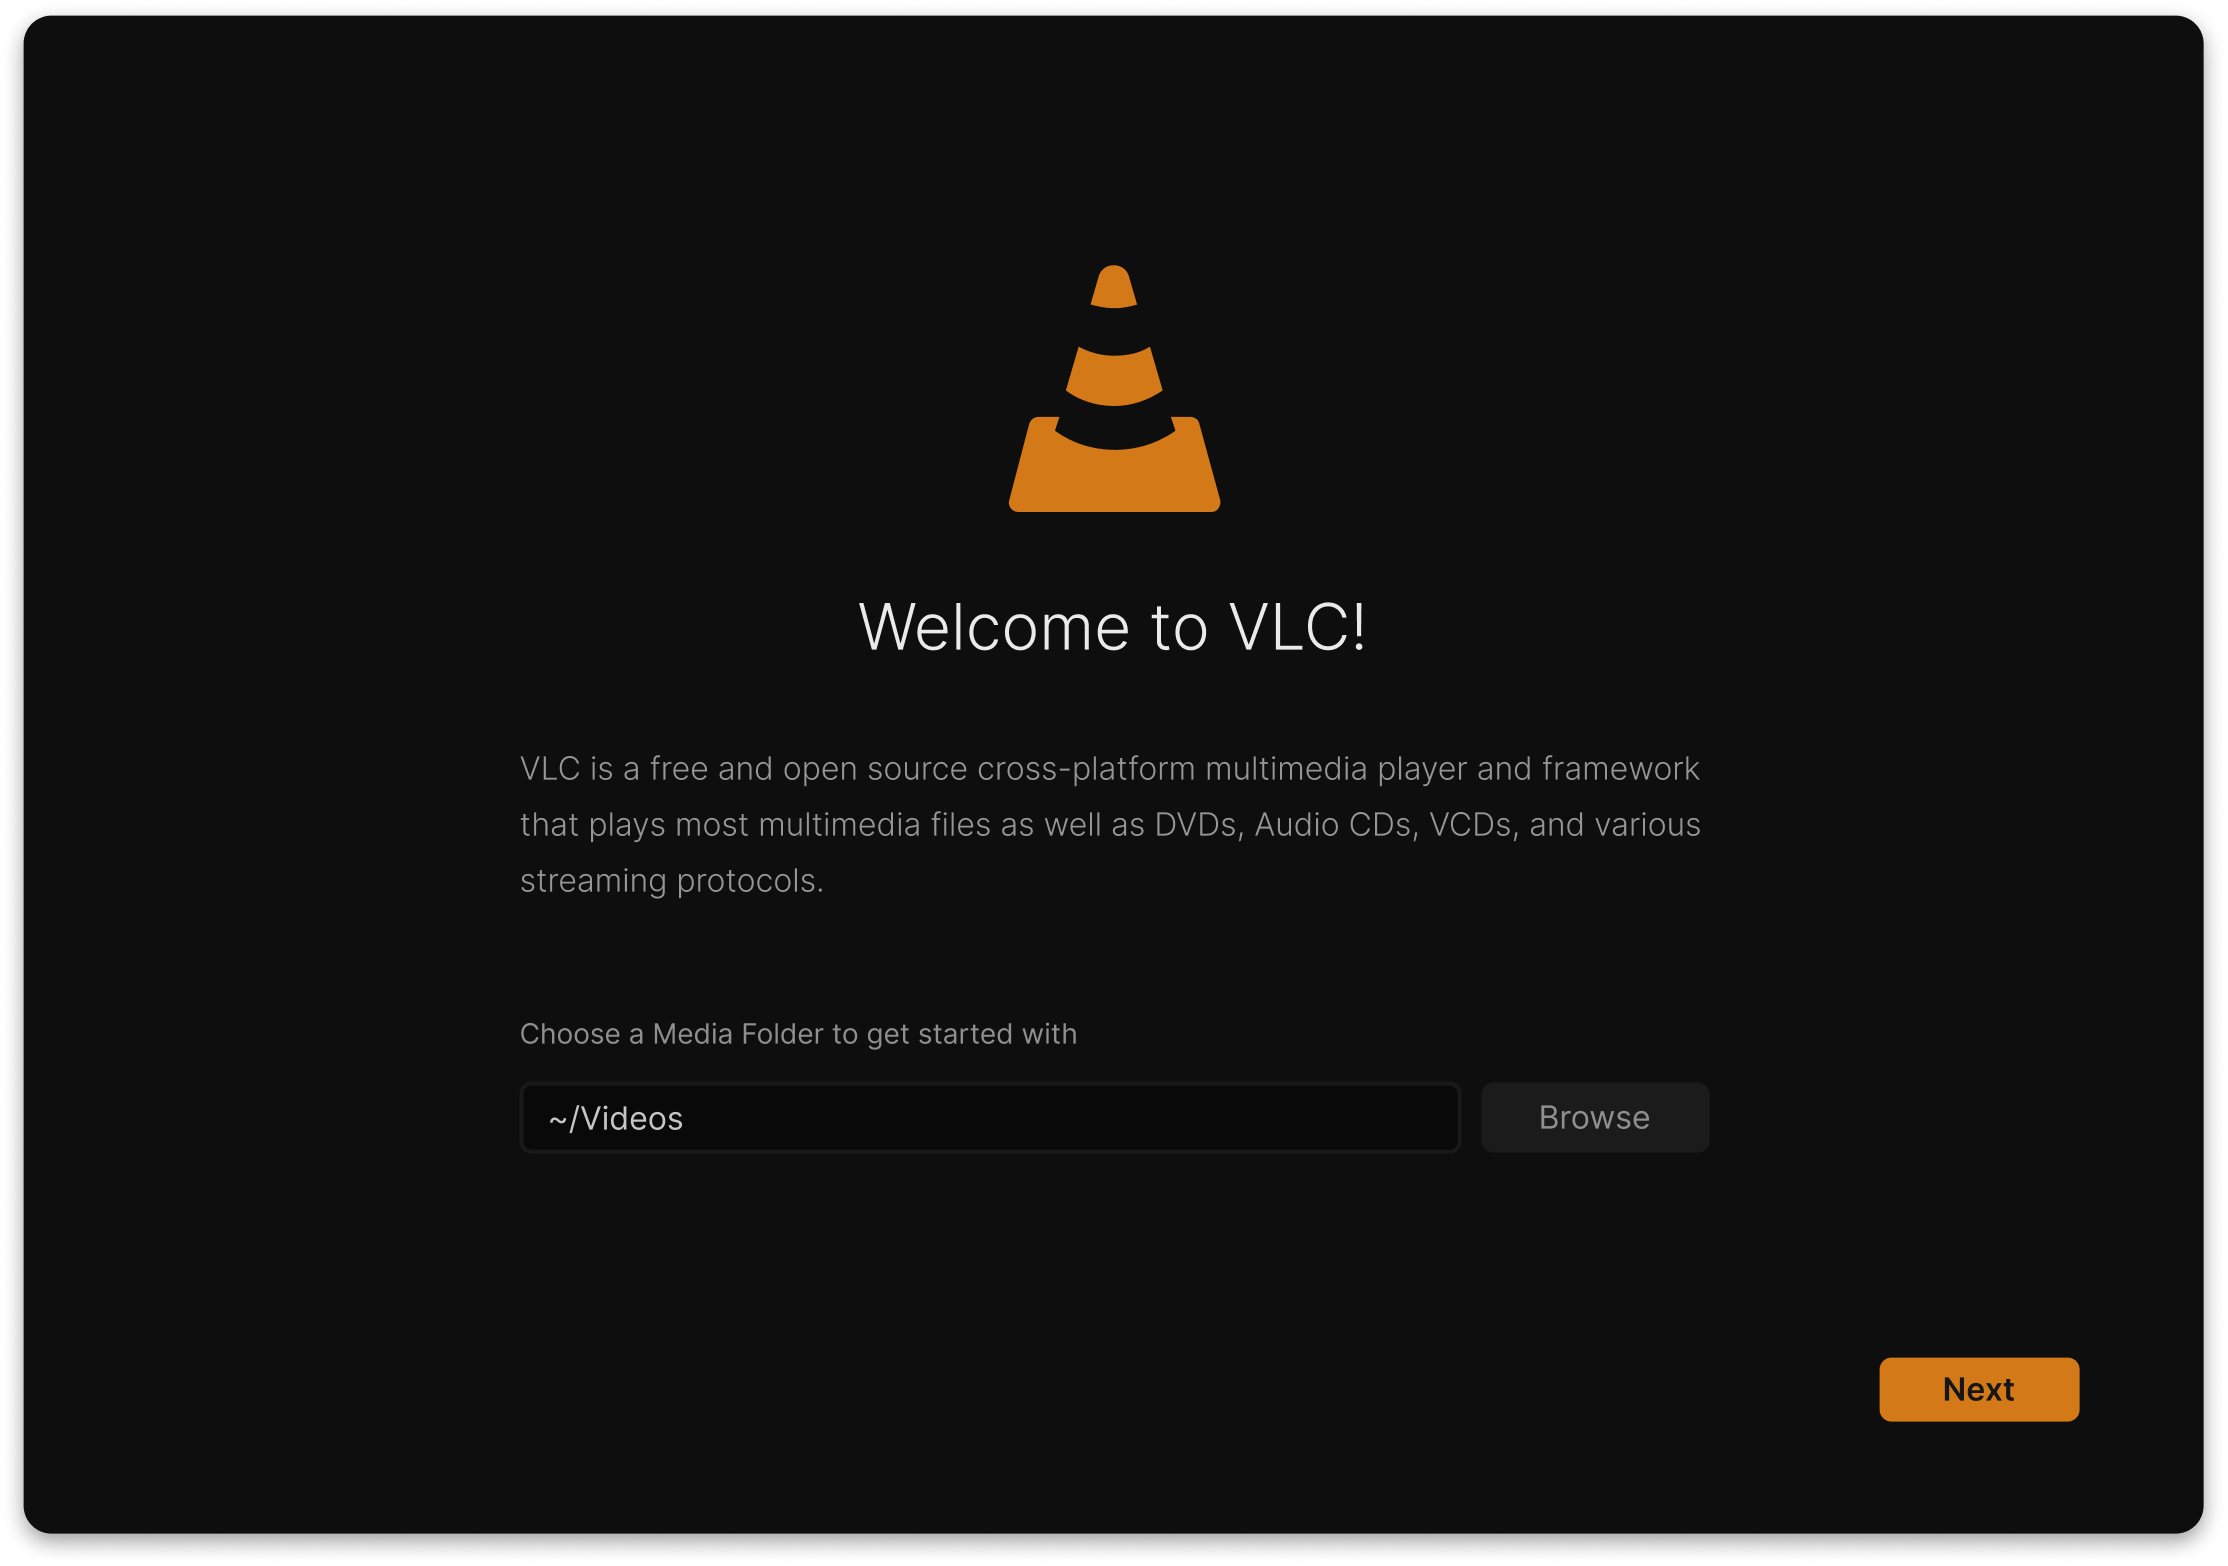 Welcome to VLC!
VLC is a free and open source cross-platform multimedia player and framework
that plays most multimedia files as well as DVDs, Audio CDs, VCDs, and various
streaming protocols.
Choose a Media Folder to get started with
~/Videos
Browse
Next